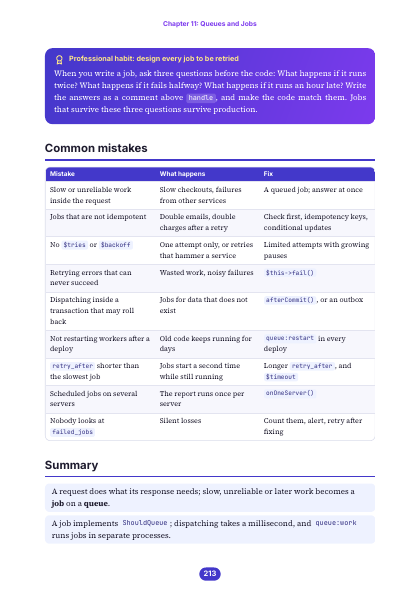 Chapter 11: Queues and Jobs
Professional habit: design every job to be retried
When you write a job, ask three questions before the code: What happens if it runs
twice? What happens if it fails halfway? What happens if it runs an hour late? Write
the answers as a comment above handle, and make the code match them. Jobs
that survive these three questions survive production.
Common mistakes
Mistake What happens Fix
Slow or unreliable work Slow checkouts, failures A queued job; answer at once
inside the request from other services
Jobs that are not idempotent Double emails, double Check first, idempotency keys,
charges after a retry conditional updates
No $tries or $backoff One attempt only, or retries Limited attempts with growing
that hammer a service pauses
Retrying errors that can Wasted work, noisy failures $this->fail()
never succeed
Dispatching inside a Jobs for data that does not afterCommit(), or an outbox
transaction that may roll exist
back
Not restarting workers after a Old code keeps running for queue:restart in every
deploy days deploy
retry_after shorter than Jobs start a second time Longer retry_after, and
the slowest job while still running $timeout
Scheduled jobs on several The report runs once per onOneServer()
servers server
Nobody looks at Silent losses Count them, alert, retry after
failed_jobs fixing
Summary
A request does what its response needs; slow, unreliable or later work becomes a
job on a queue.
A job implements ShouldQueue; dispatching takes a millisecond, and queue:work
runs jobs in separate processes.
213